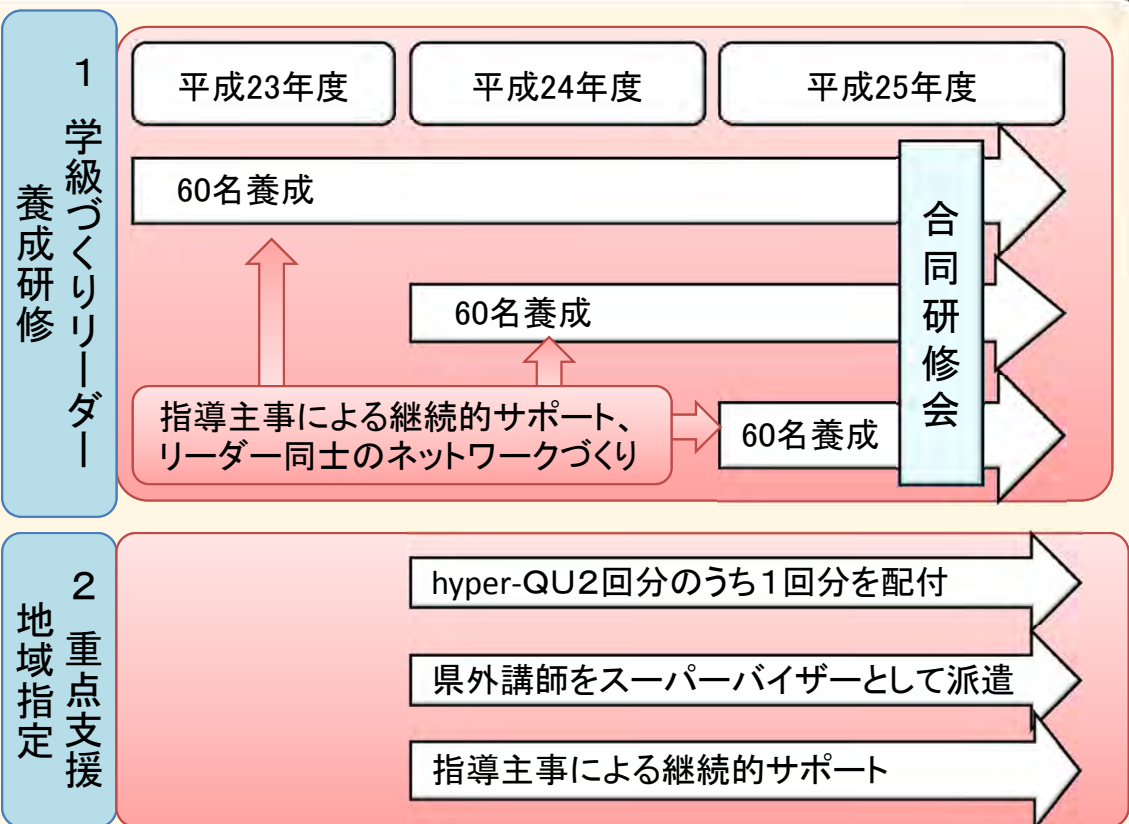 1 学級づくりリーダー
養成研修
平成23年度
平成24年度
平成25年度
60名養成
60名養成
指導主事による継続的サポート、
リーダー同士のネットワークづくり
60名養成
合同研修会
2 重点支援
地域指定
hyper-QU2回分のうち1回分を配付
県外講師をスーパーバイザーとして派遣
指導主事による継続的サポート